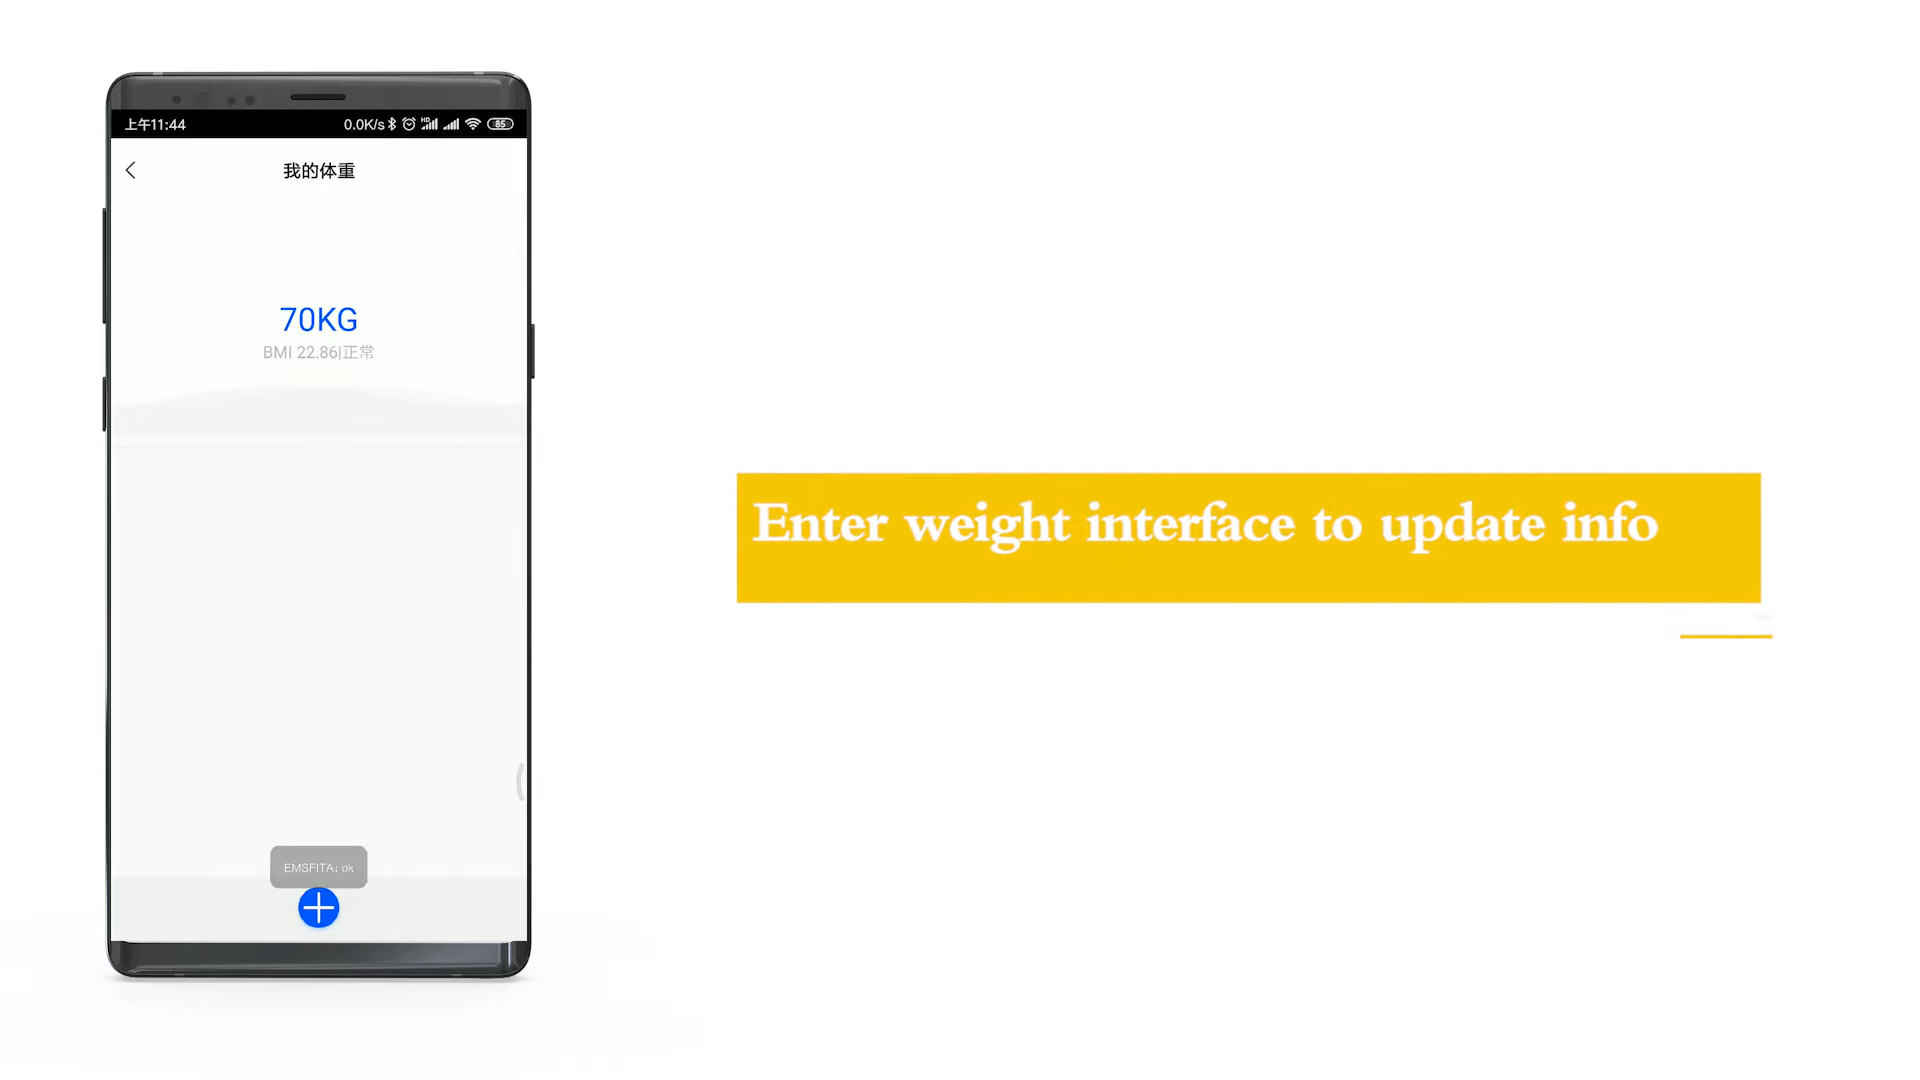 上午11:44
0.0K/s HD 85
我的体重
70KG
BMI 22.86|正常
EMSFITA: ok
Enter weight interface to update info